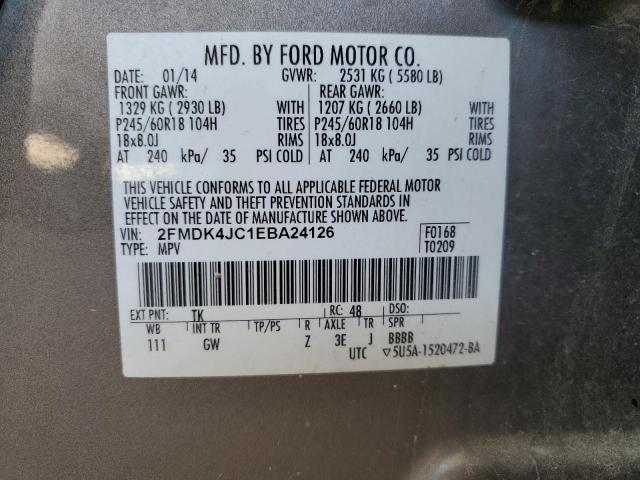 MFD. BY FORD MOTOR CO.
DATE: 01/14 GVWR: 2531 KG ( 5580 LB)
FRONT GAWR: REAR GAWR:
1329 KG ( 2930 LB) WITH 1207 KG ( 2660 LB) WITH
P245/60R18 104H TIRES P245/60R18 104H TIRES
18x8.0J RIMS 18x8.0J RIMS
AT 240 kPa/ 35 PSI COLD AT 240 kPa/ 35 PSI COLD
THIS VEHICLE CONFORMS TO ALL APPLICABLE FEDERAL MOTOR
VEHICLE SAFETY AND THEFT PREVENTION STANDARDS IN
EFFECT ON THE DATE OF MANUFACTURE SHOWN ABOVE.
VIN: 2FMDK4JC1EBA24126 F0168
TYPE: MPV T0209
EXT PNT: TK RC: 48 DSO:
WB INT TR TP/PS R AXLE TR SPR
111 GW Z 3E J BBBB
UTC ▽5U5A-1520472-BA